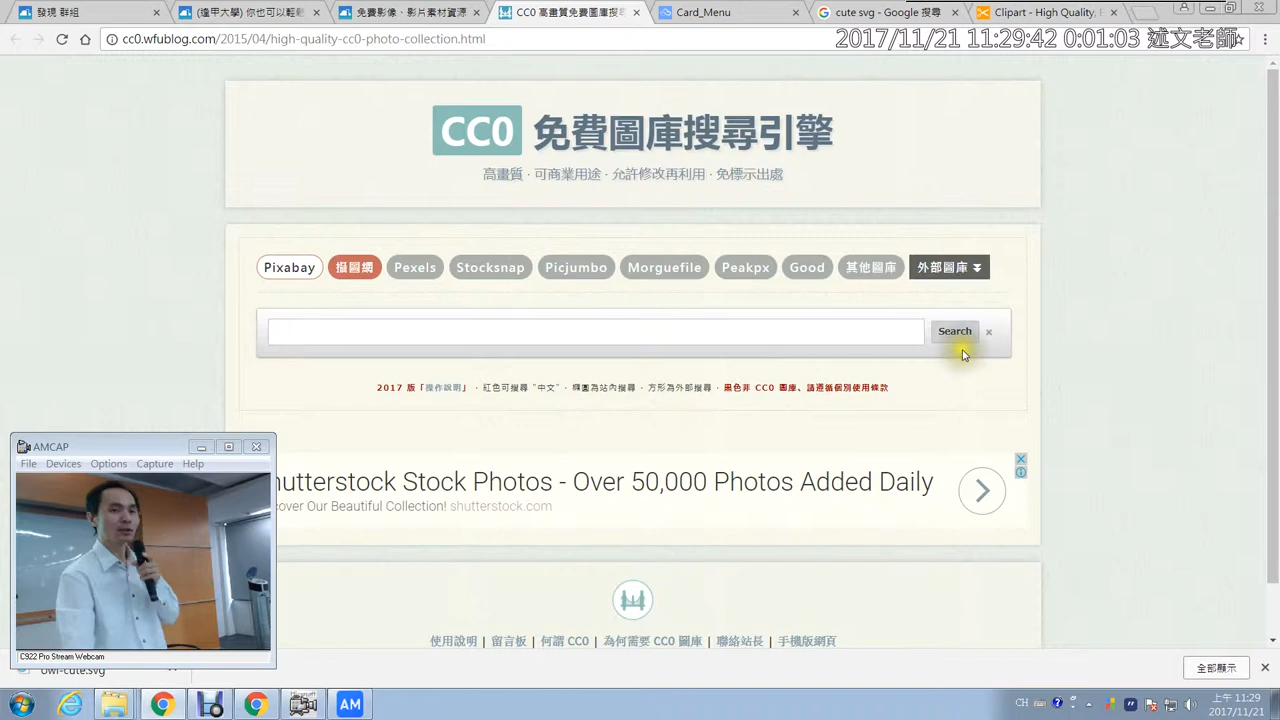 發現 群組
(逢甲大學) 你也可以輕鬆
免費影像、影片素材資源
CC0 高畫質免費圖庫搜尋
Card_Menu
cute svg - Google 搜尋
Clipart - High Quality,
cc0.wfublog.com/2015/04/high-quality-cc0-photo-collection.html
2017/11/21 11:29:42 0:01:03 述文老師
CC0 免費圖庫搜尋引擎
高畫質 · 可商業用途 · 允許修改再利用 · 免標示出處
Pixabay 攝圖網 Pexels Stocksnap Picjumbo Morguefile Peakpx Good 其他圖庫 外部圖庫
Search ×
2017 版「操作說明」 · 紅色可搜尋 "中文" · 橢圓為站內搜尋 · 方形為外部搜尋 · 黑色非 CC0 圖庫、請遵循個別使用條款
AMCAP
File Devices Options Capture Help
hutterstock Stock Photos - Over 50,000 Photos Added Daily
cover Our Beautiful Collection! shutterstock.com
C922 Pro Stream Webcam
使用說明 | 留言板 | 何謂 CC0 | 為何需要 CC0 圖庫 | 聯絡站長 | 手機版網頁
owl-cute.svg
全部顯示
AM
CH
上午 11:29
2017/11/21